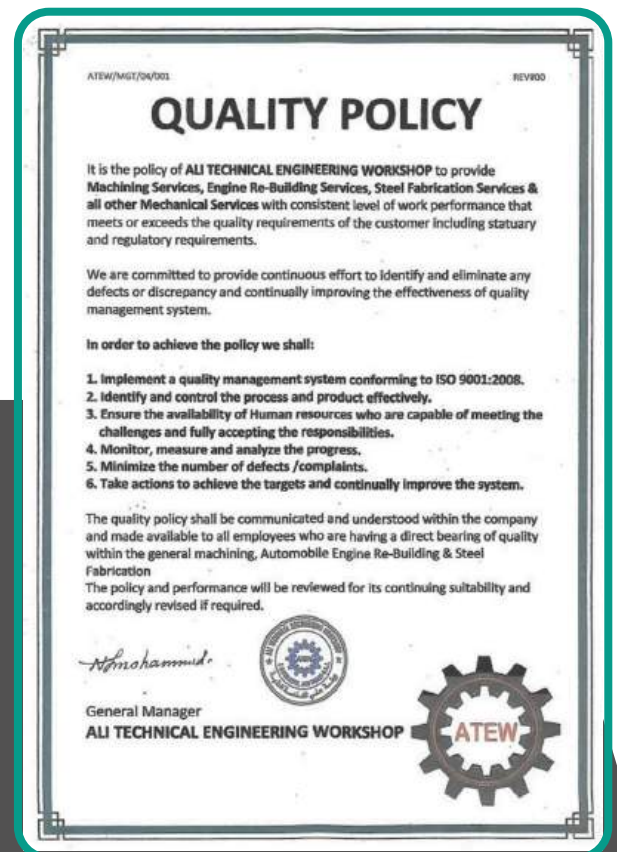 ATEW/MGT/04/001
REV#00
QUALITY POLICY
It is the policy of ALI TECHNICAL ENGINEERING WORKSHOP to provide
Machining Services, Engine Re-Building Services, Steel Fabrication Services &
all other Mechanical Services with consistent level of work performance that
meets or exceeds the quality requirements of the customer including statuary
and regulatory requirements.
We are committed to provide continuous effort to identify and eliminate any
defects or discrepancy and continually improving the effectiveness of quality
management system.
In order to achieve the policy we shall:
1. Implement a quality management system conforming to ISO 9001:2008.
2. Identify and control the process and product effectively.
3. Ensure the availability of Human resources who are capable of meeting the
challenges and fully accepting the responsibilities.
4. Monitor, measure and analyze the progress.
5. Minimize the number of defects /complaints.
6. Take actions to achieve the targets and continually improve the system.
The quality policy shall be communicated and understood within the company
and made available to all employees who are having a direct bearing of quality
within the general machining, Automobile Engine Re-Building & Steel
Fabrication
The policy and performance will be reviewed for its continuing suitability and
accordingly revised if required.
General Manager
ALI TECHNICAL ENGINEERING WORKSHOP
ATEW